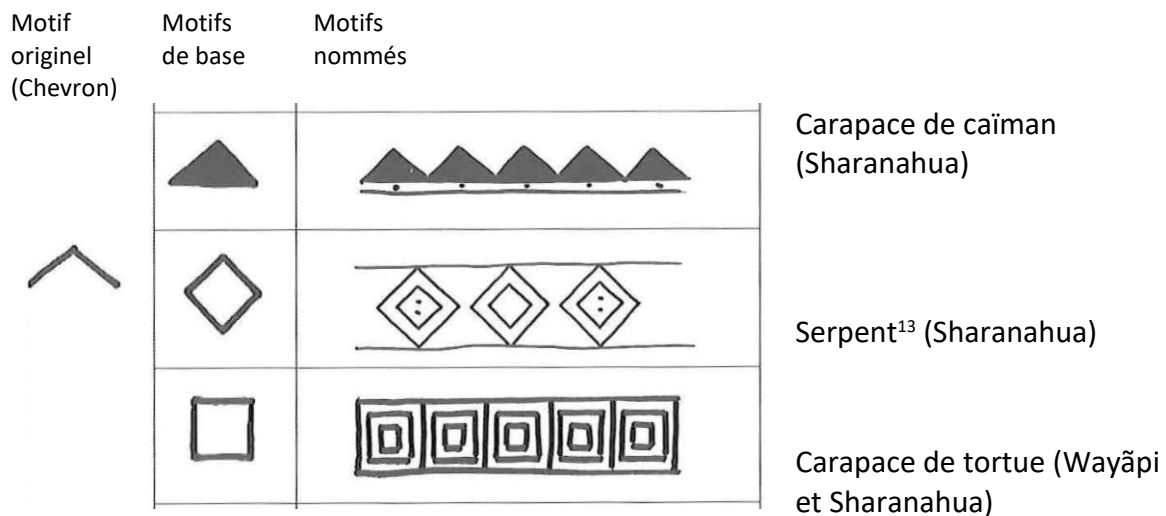 Motif
originel
(Chevron)
Motifs
de base
Motifs
nommés
Carapace de caïman
(Sharanahua)
Serpent¹³ (Sharanahua)
Carapace de tortue (Wayãpi
et Sharanahua)